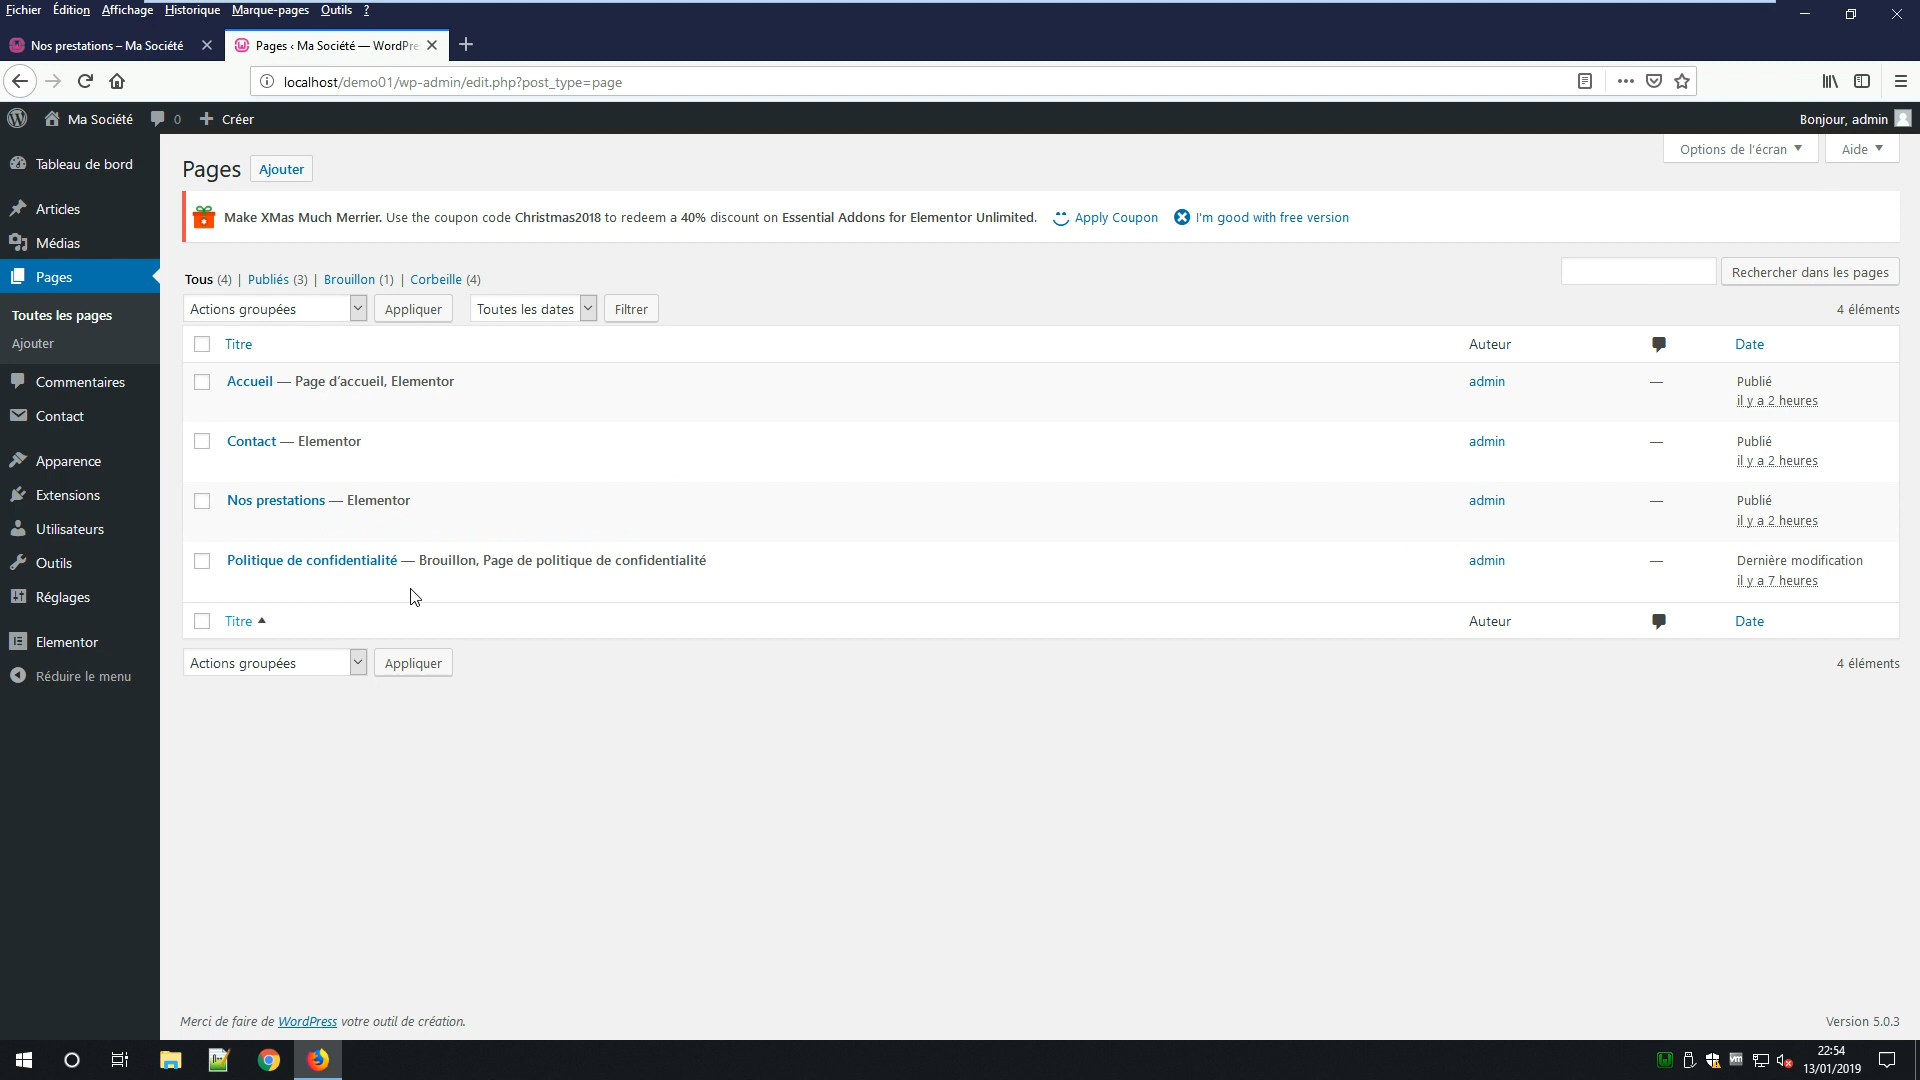 Fichier Édition Affichage Historique Marque-pages Outils ?
Nos prestations – Ma Société
Pages ‹ Ma Société — WordPre
localhost/demo01/wp-admin/edit.php?post_type=page
Ma Société 0 Créer
Bonjour, admin
Tableau de bord
Articles
Médias
Pages
Toutes les pages
Ajouter
Commentaires
Contact
Apparence
Extensions
Utilisateurs
Outils
Réglages
Elementor
Réduire le menu
Options de l'écran
Aide
Pages Ajouter
Make XMas Much Merrier. Use the coupon code Christmas2018 to redeem a 40% discount on Essential Addons for Elementor Unlimited. Apply Coupon I'm good with free version
Tous (4) | Publiés (3) | Brouillon (1) | Corbeille (4)
Rechercher dans les pages
Actions groupées Appliquer Toutes les dates Filtrer 4 éléments
Titre Auteur Date
Accueil — Page d’accueil, Elementor admin — Publié
il y a 2 heures
Contact — Elementor admin — Publié
il y a 2 heures
Nos prestations — Elementor admin — Publié
il y a 2 heures
Politique de confidentialité — Brouillon, Page de politique de confidentialité admin — Dernière modification
il y a 7 heures
Titre Auteur Date
Actions groupées Appliquer 4 éléments
Merci de faire de WordPress votre outil de création. Version 5.0.3
22:54
13/01/2019